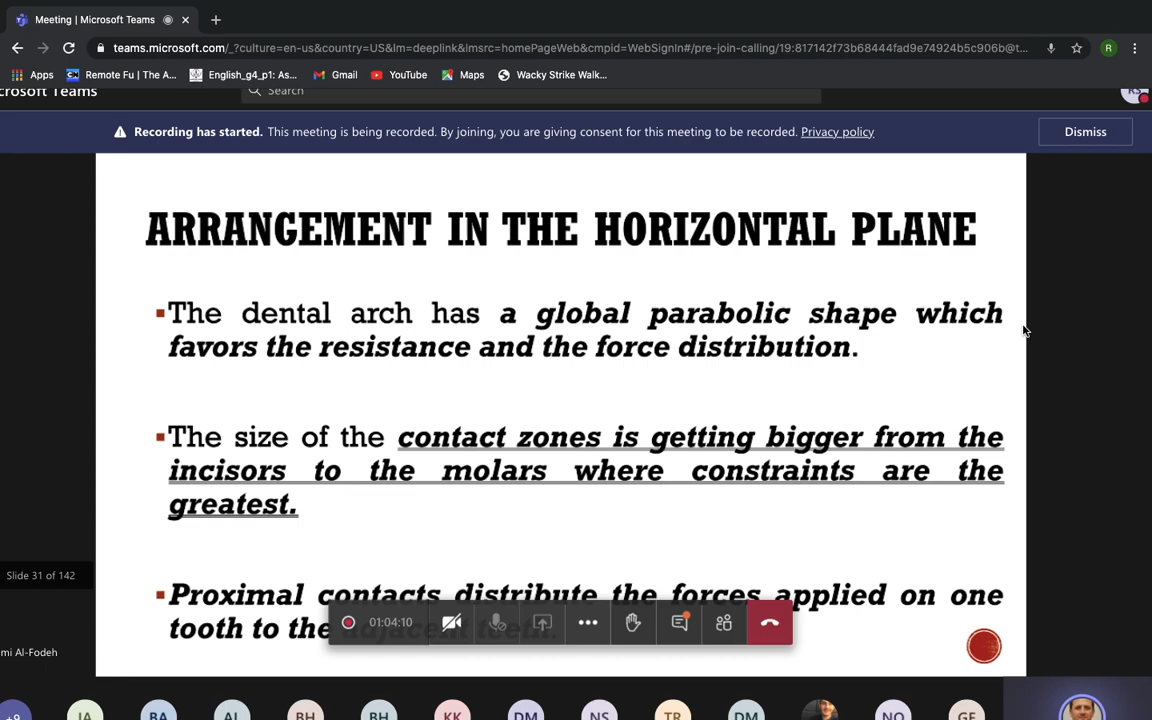 Meeting | Microsoft Teams
teams.microsoft.com/_?culture=en-us&country=US&lm=deeplink&lmsrc=homePageWeb&cmpid=WebSignIn#/pre-join-calling/19:817142f73b68444fad9e74924b5c906b@t...
R
Apps Remote Fu | The A... English_g4_p1: As... Gmail YouTube Maps Wacky Strike Walk...
crosoft Teams Search RS
Recording has started. This meeting is being recorded. By joining, you are giving consent for this meeting to be recorded. Privacy policy Dismiss
ARRANGEMENT IN THE HORIZONTAL PLANE
The dental arch has a global parabolic shape which
favors the resistance and the force distribution.
The size of the contact zones is getting bigger from the
incisors to the molars where constraints are the
greatest.
Slide 31 of 142
Proximal contacts distribute the forces applied on one
tooth to the adjacent teeth.
01:04:10
mi Al-Fodeh
+9 JA BA AL BH BH KK DM NS TR DM NO GE